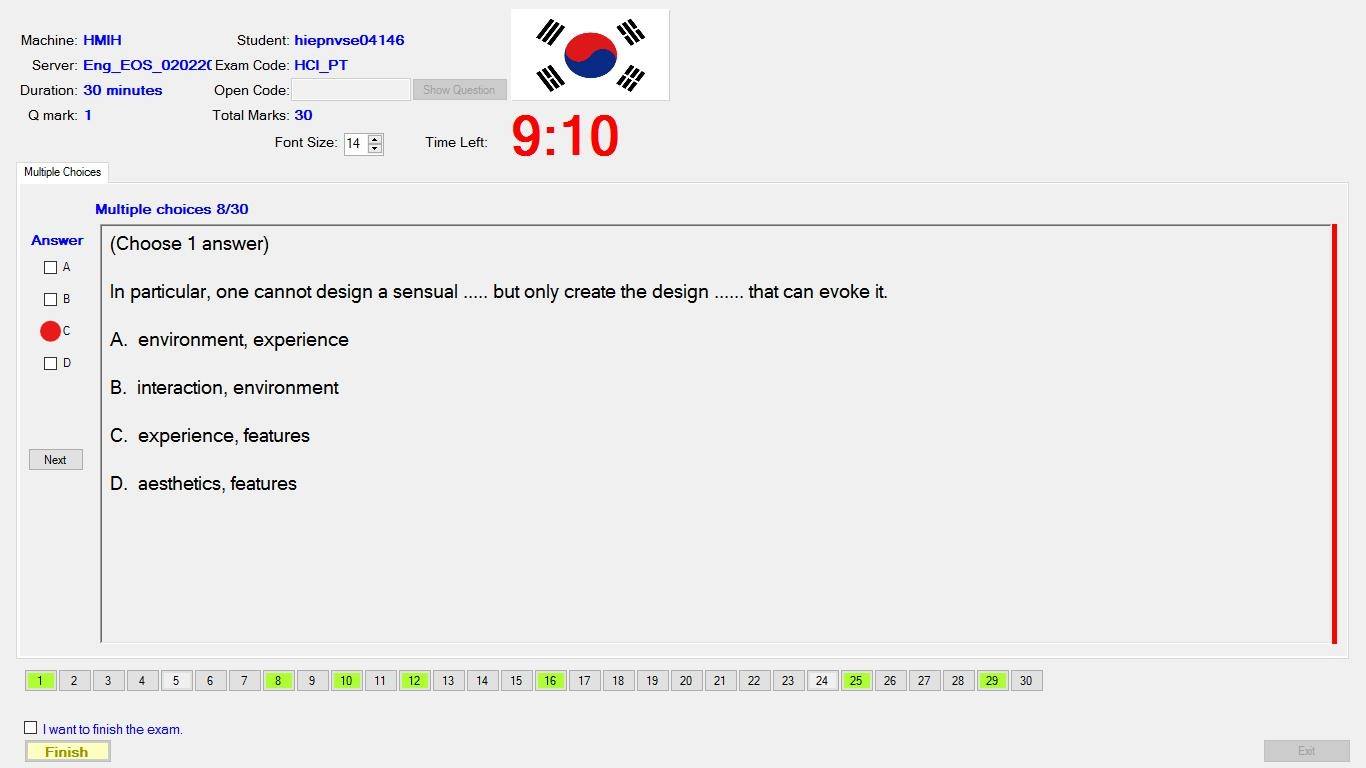 Machine: HMIH Student: hiepnvse04146
Server: Eng_EOS_020220 Exam Code: HCI_PT
Duration: 30 minutes Open Code: Show Question
Q mark: 1 Total Marks: 30
Font Size: 14 Time Left: 9:10
Multiple Choices
Multiple choices 8/30
Answer
A
B
C
D
Next
(Choose 1 answer)
In particular, one cannot design a sensual ..... but only create the design ...... that can evoke it.
A. environment, experience
B. interaction, environment
C. experience, features
D. aesthetics, features
1 2 3 4 5 6 7 8 9 10 11 12 13 14 15 16 17 18 19 20 21 22 23 24 25 26 27 28 29 30
I want to finish the exam.
Finish Exit